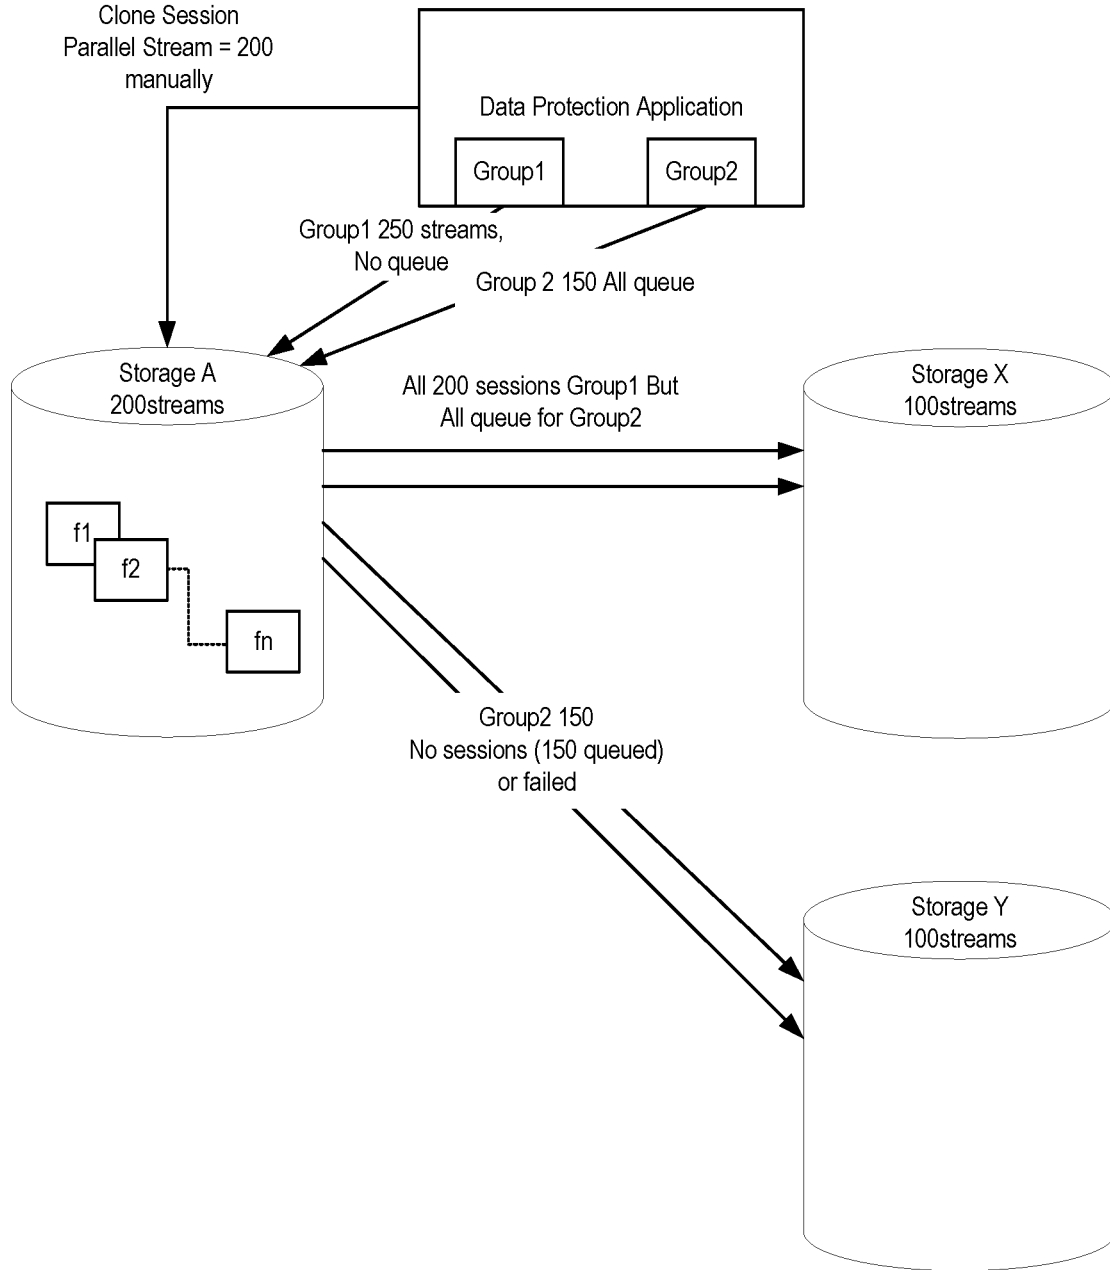 Clone Session
Parallel Stream = 200
manually
Data Protection Application
Group1
Group2
Group1 250 streams,
No queue
Group 2 150 All queue
Storage A
200streams
All 200 sessions Group1 But
All queue for Group2
Storage X
100streams
f1
f2
fn
Group2 150
No sessions (150 queued)
or failed
Storage Y
100streams